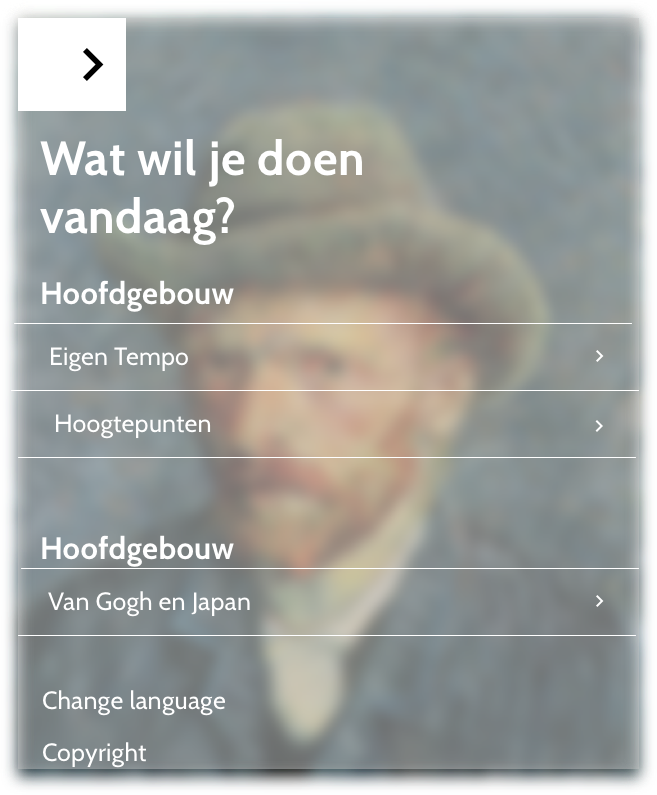 Wat wil je doen
vandaag?
Hoofdgebouw
Eigen Tempo
Hoogtepunten
Hoofdgebouw
Van Gogh en Japan
Change language
Copyright